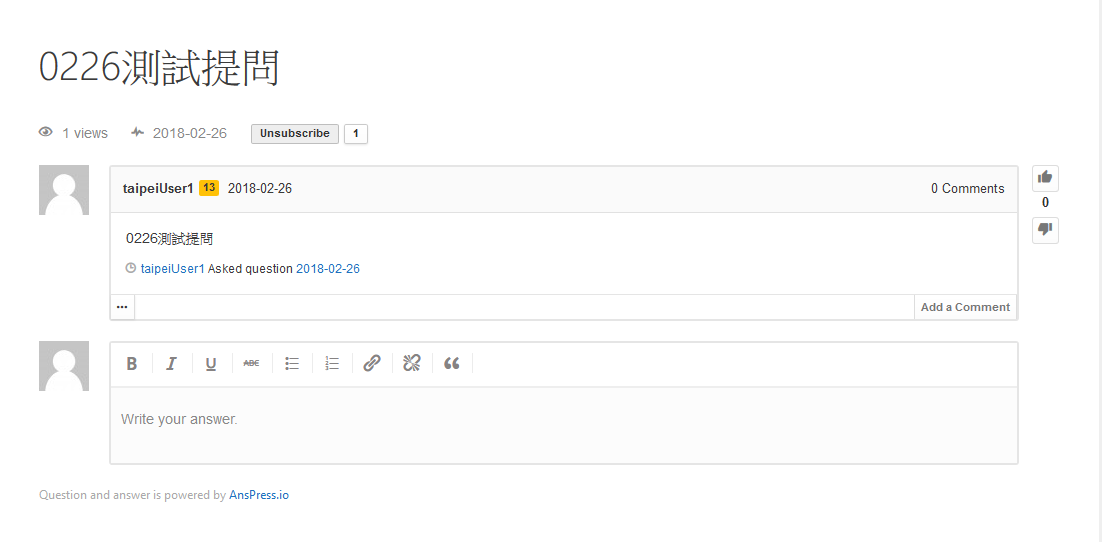 0226測試提問
1 views 2018-02-26 Unsubscribe 1
taipeiUser1 13 2018-02-26 0 Comments
0
0226測試提問
taipeiUser1 Asked question 2018-02-26
••• Add a Comment
B I U ABC
Write your answer.
Question and answer is powered by AnsPress.io